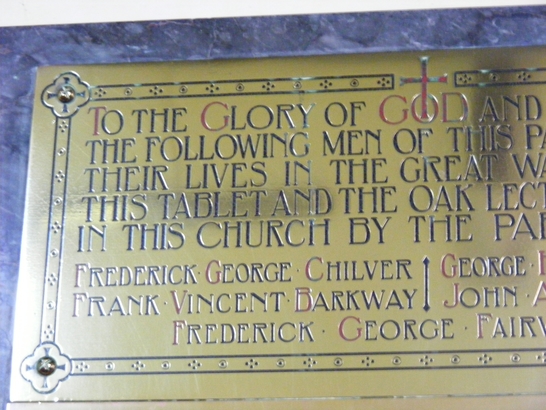 TO THE GLORY OF GOD AND
THE FOLLOWING MEN OF THIS
THEIR LIVES IN THE GREAT
THIS TABLET AND THE OAK
IN THIS CHURCH BY THE
FREDERICK · GEORGE · CHILVER GEORGE ·
FRANK · VINCENT · BARKWAY JOHN ·
FREDERICK · GEORGE ·